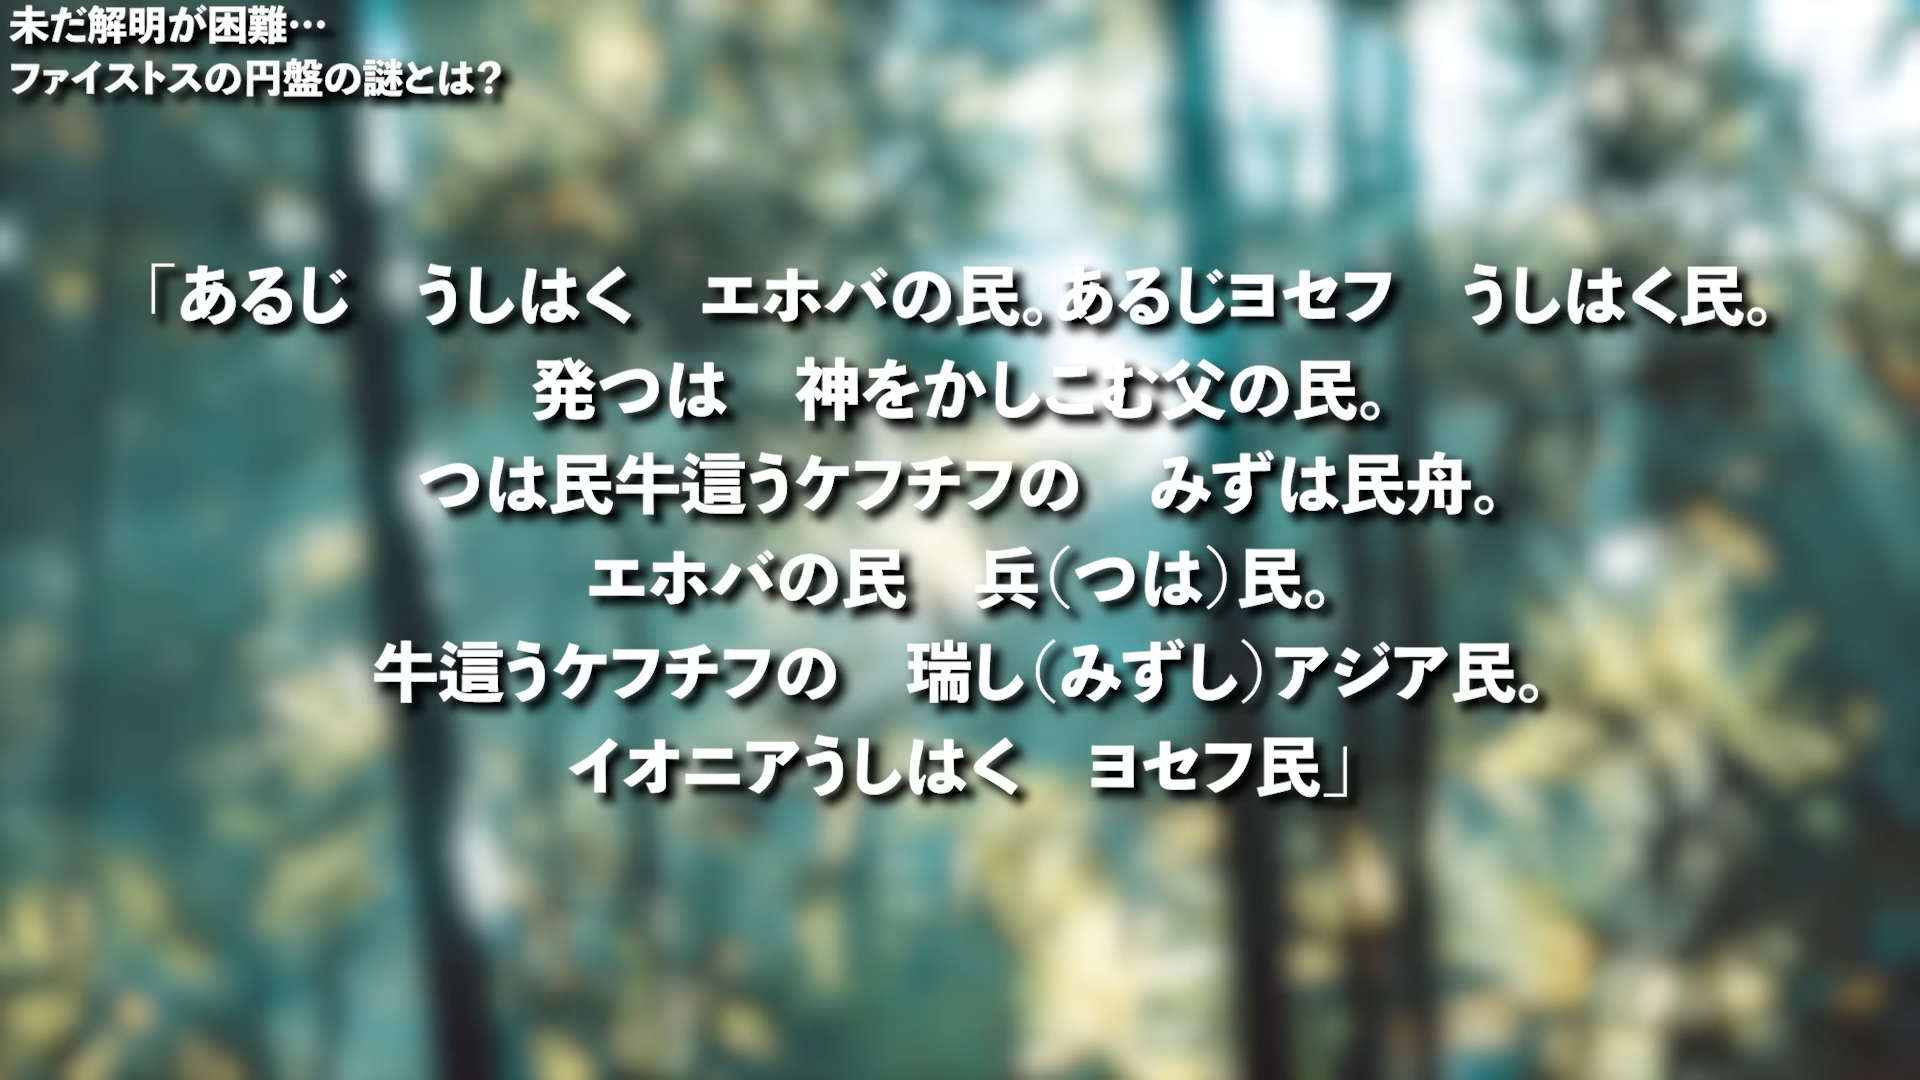 未だ解明が困難…
ファイストスの円盤の謎とは?
「あるじ　うしはく　エホバの民。あるじヨセフ　うしはく民。
発つは　神をかしこむ父の民。
つは民牛這うケフチフの　みずは民舟。
エホバの民　兵(つは)民。
牛這うケフチフの　瑞し(みずし)アジア民。
イオニアうしはく　ヨセフ民」